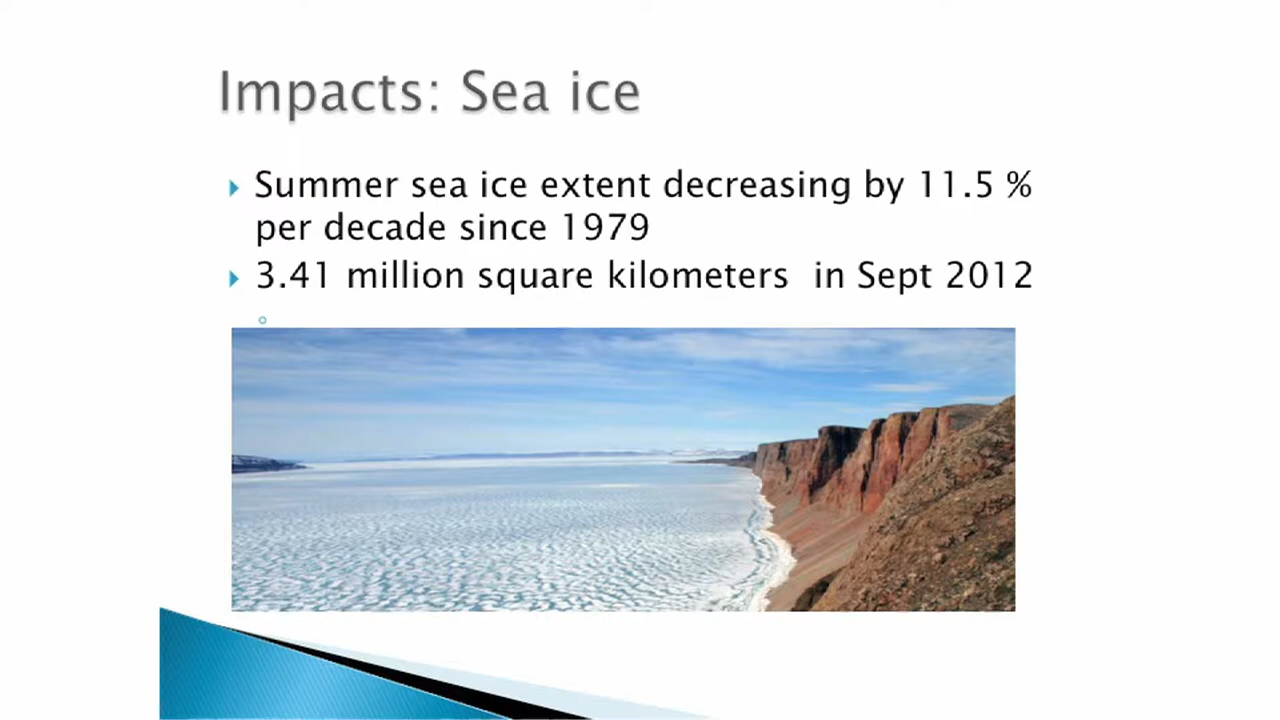 Impacts: Sea ice
Summer sea ice extent decreasing by 11.5 %
per decade since 1979
3.41 million square kilometers in Sept 2012